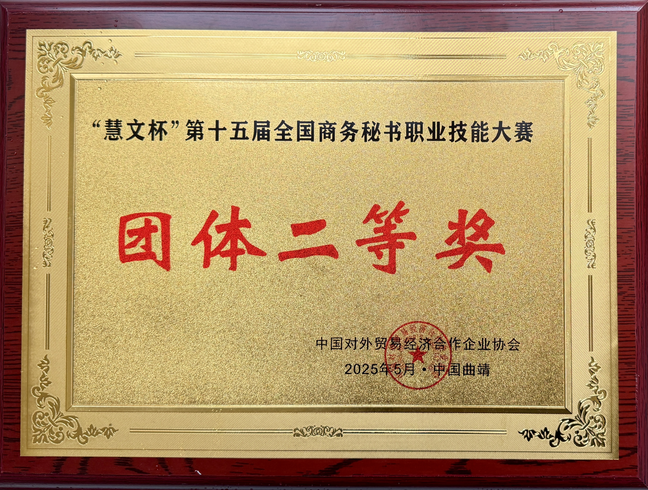 “慧文杯”第十五届全国商务秘书职业技能大赛
团体二等奖
中国对外贸易经济合作企业协会
2025年5月·中国曲靖